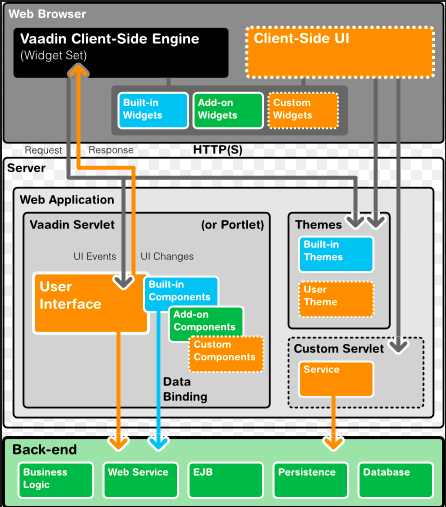 Web Browser
Vaadin Client-Side Engine
(Widget Set)
Client-Side UI
Built-in
Widgets
Add-on
Widgets
Custom
Widgets
Request
Response
HTTP(S)
Server
Web Application
Vaadin Servlet
(or Portlet)
UI Events
UI Changes
User
Interface
Built-in
Components
Add-on
Components
Custom
Components
Data
Binding
Themes
Built-in
Themes
User
Theme
Custom Servlet
Service
Back-end
Business
Logic
Web Service
EJB
Persistence
Database